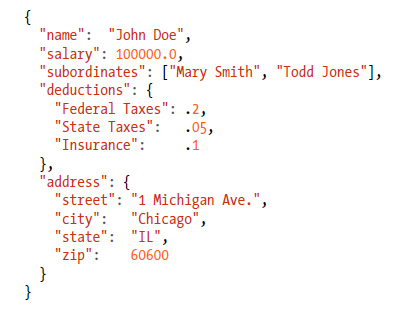 {
  "name":  "John Doe",
  "salary": 100000.0,
  "subordinates": ["Mary Smith", "Todd Jones"],
  "deductions": {
    "Federal Taxes": .2,
    "State Taxes":   .05,
    "Insurance":     .1
  },
  "address": {
    "street": "1 Michigan Ave.",
    "city":   "Chicago",
    "state":  "IL",
    "zip":    60600
  }
}